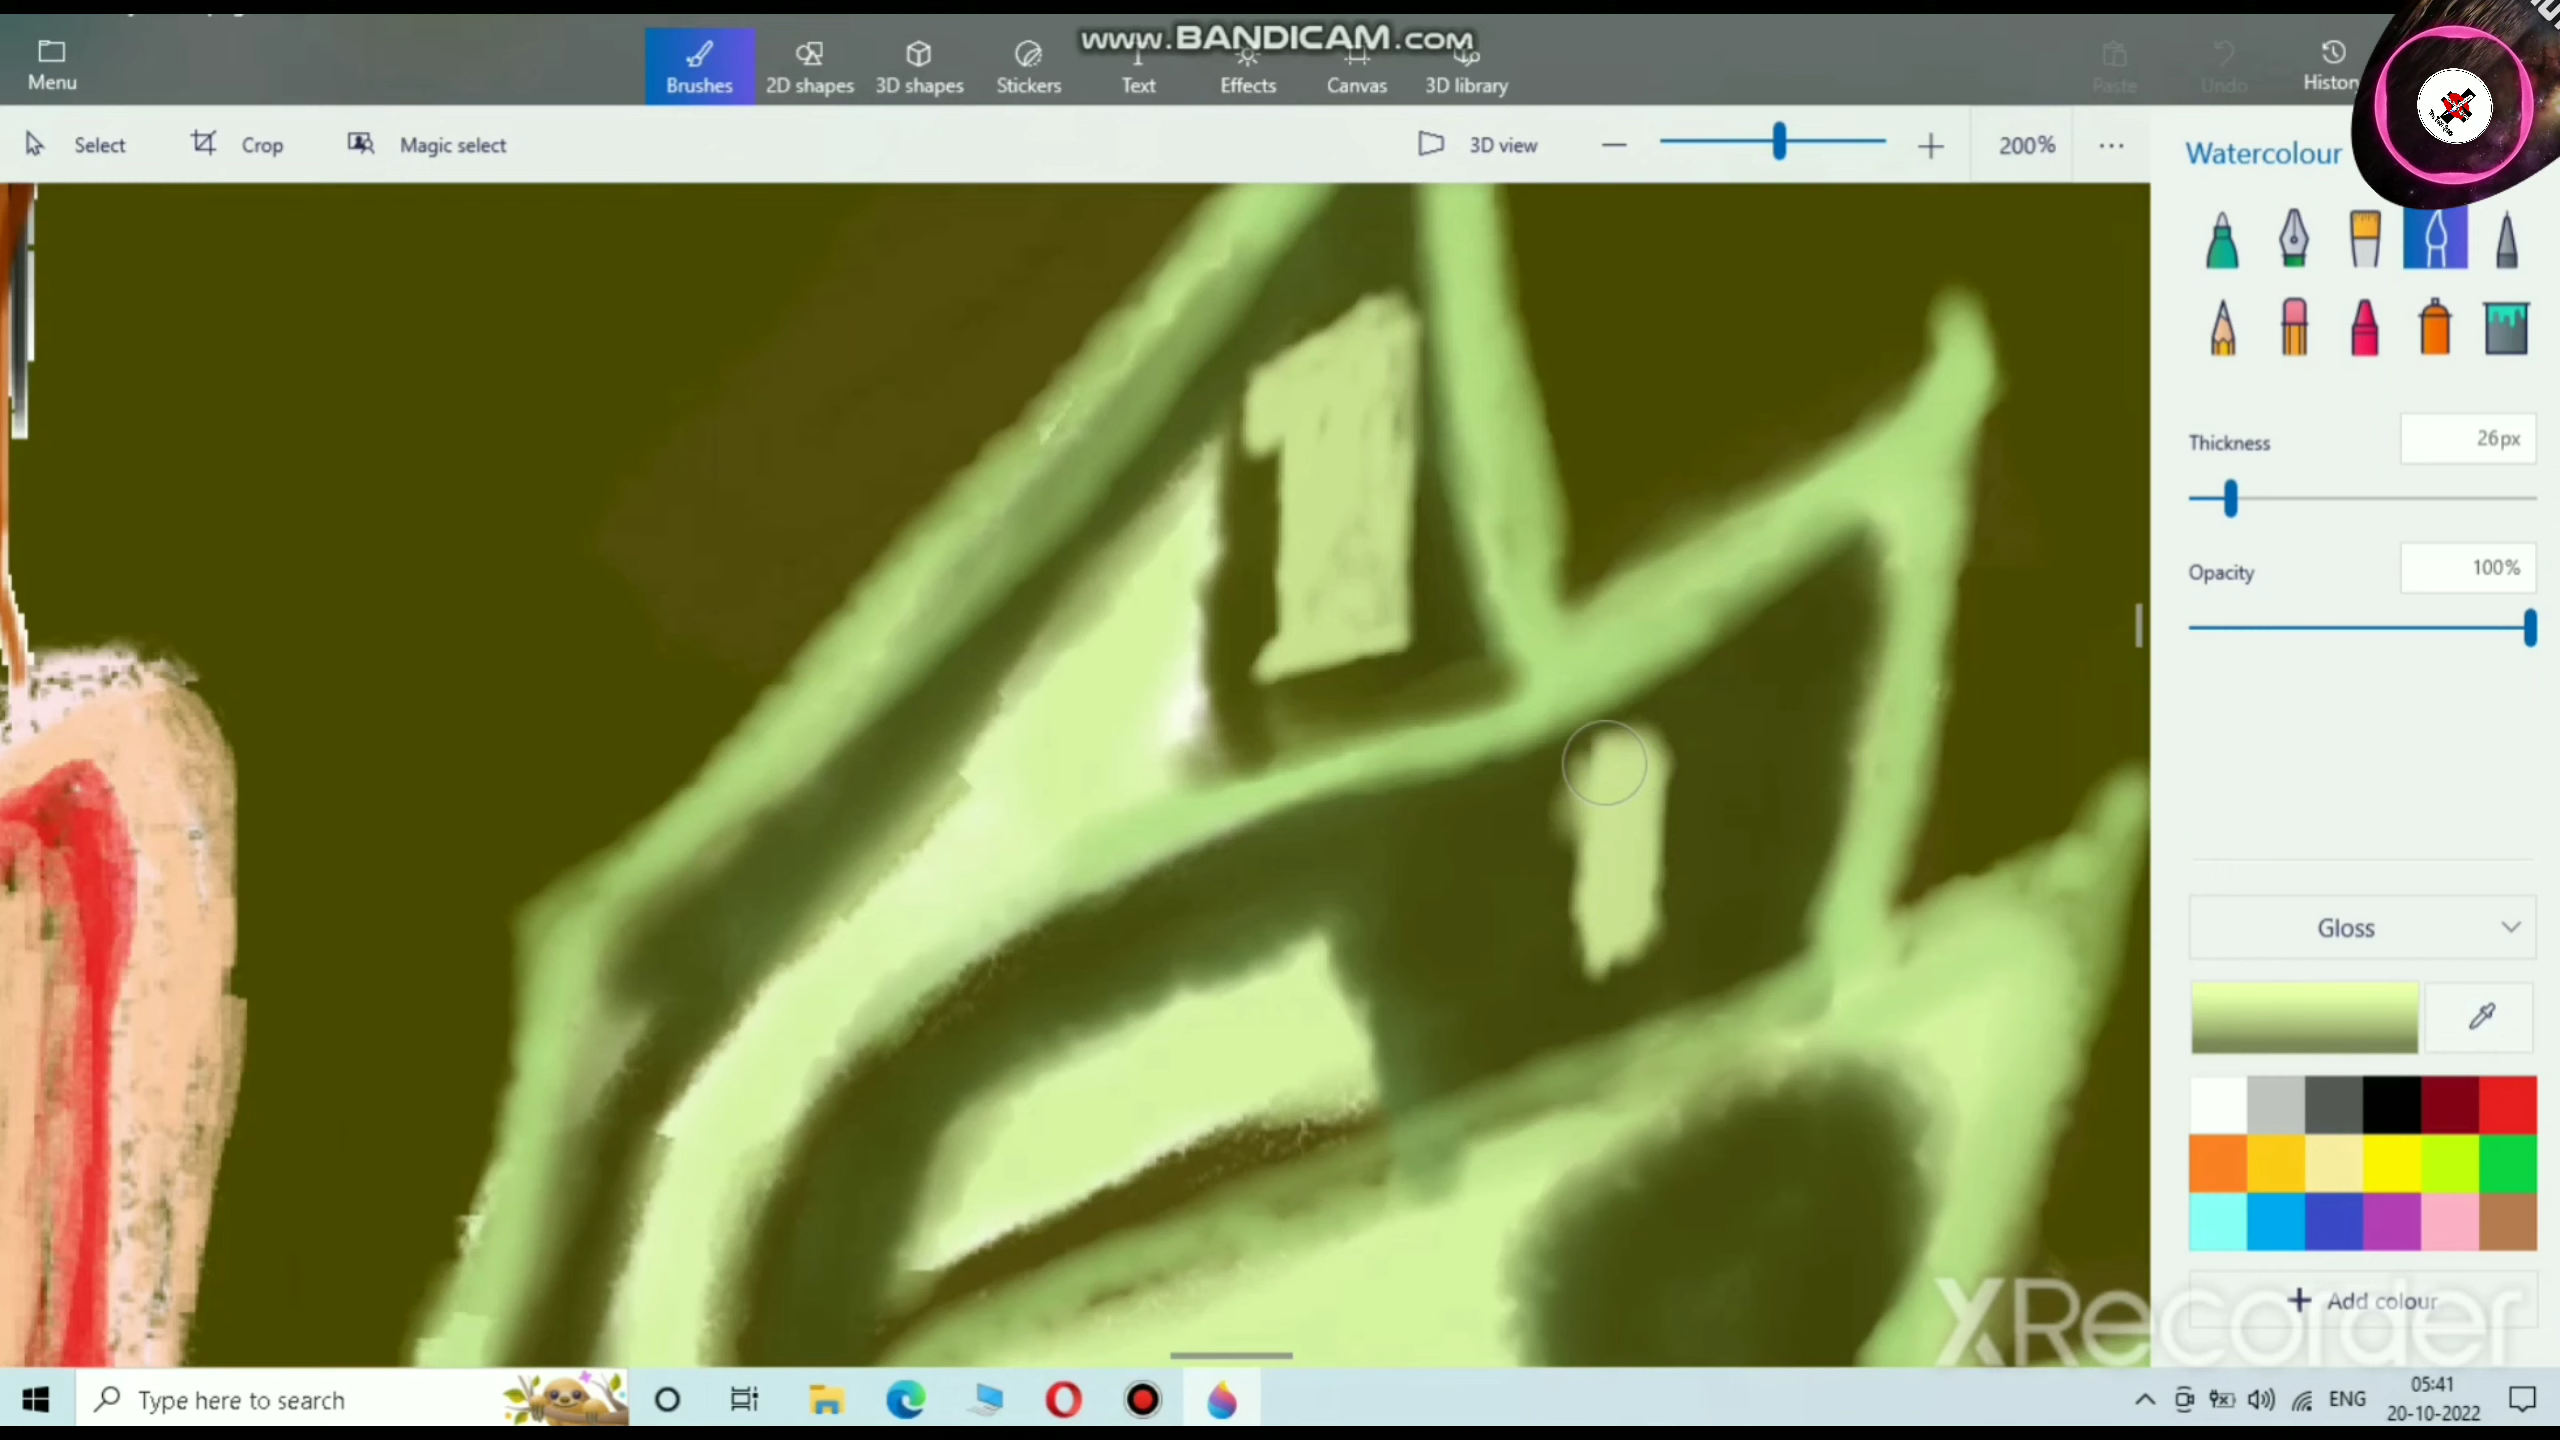 www.BANDICAM.com
Menu
Brushes
2D shapes
3D shapes
Stickers
Text
Effects
Canvas
3D library
Paste
Undo
Select
Crop
Magic select
3D view
200%
Watercolour
Thickness
26px
Opacity
100%
1
1
Gloss
+ Add colour
XRecorder
Type here to search
ENG
05:41
20-10-2022